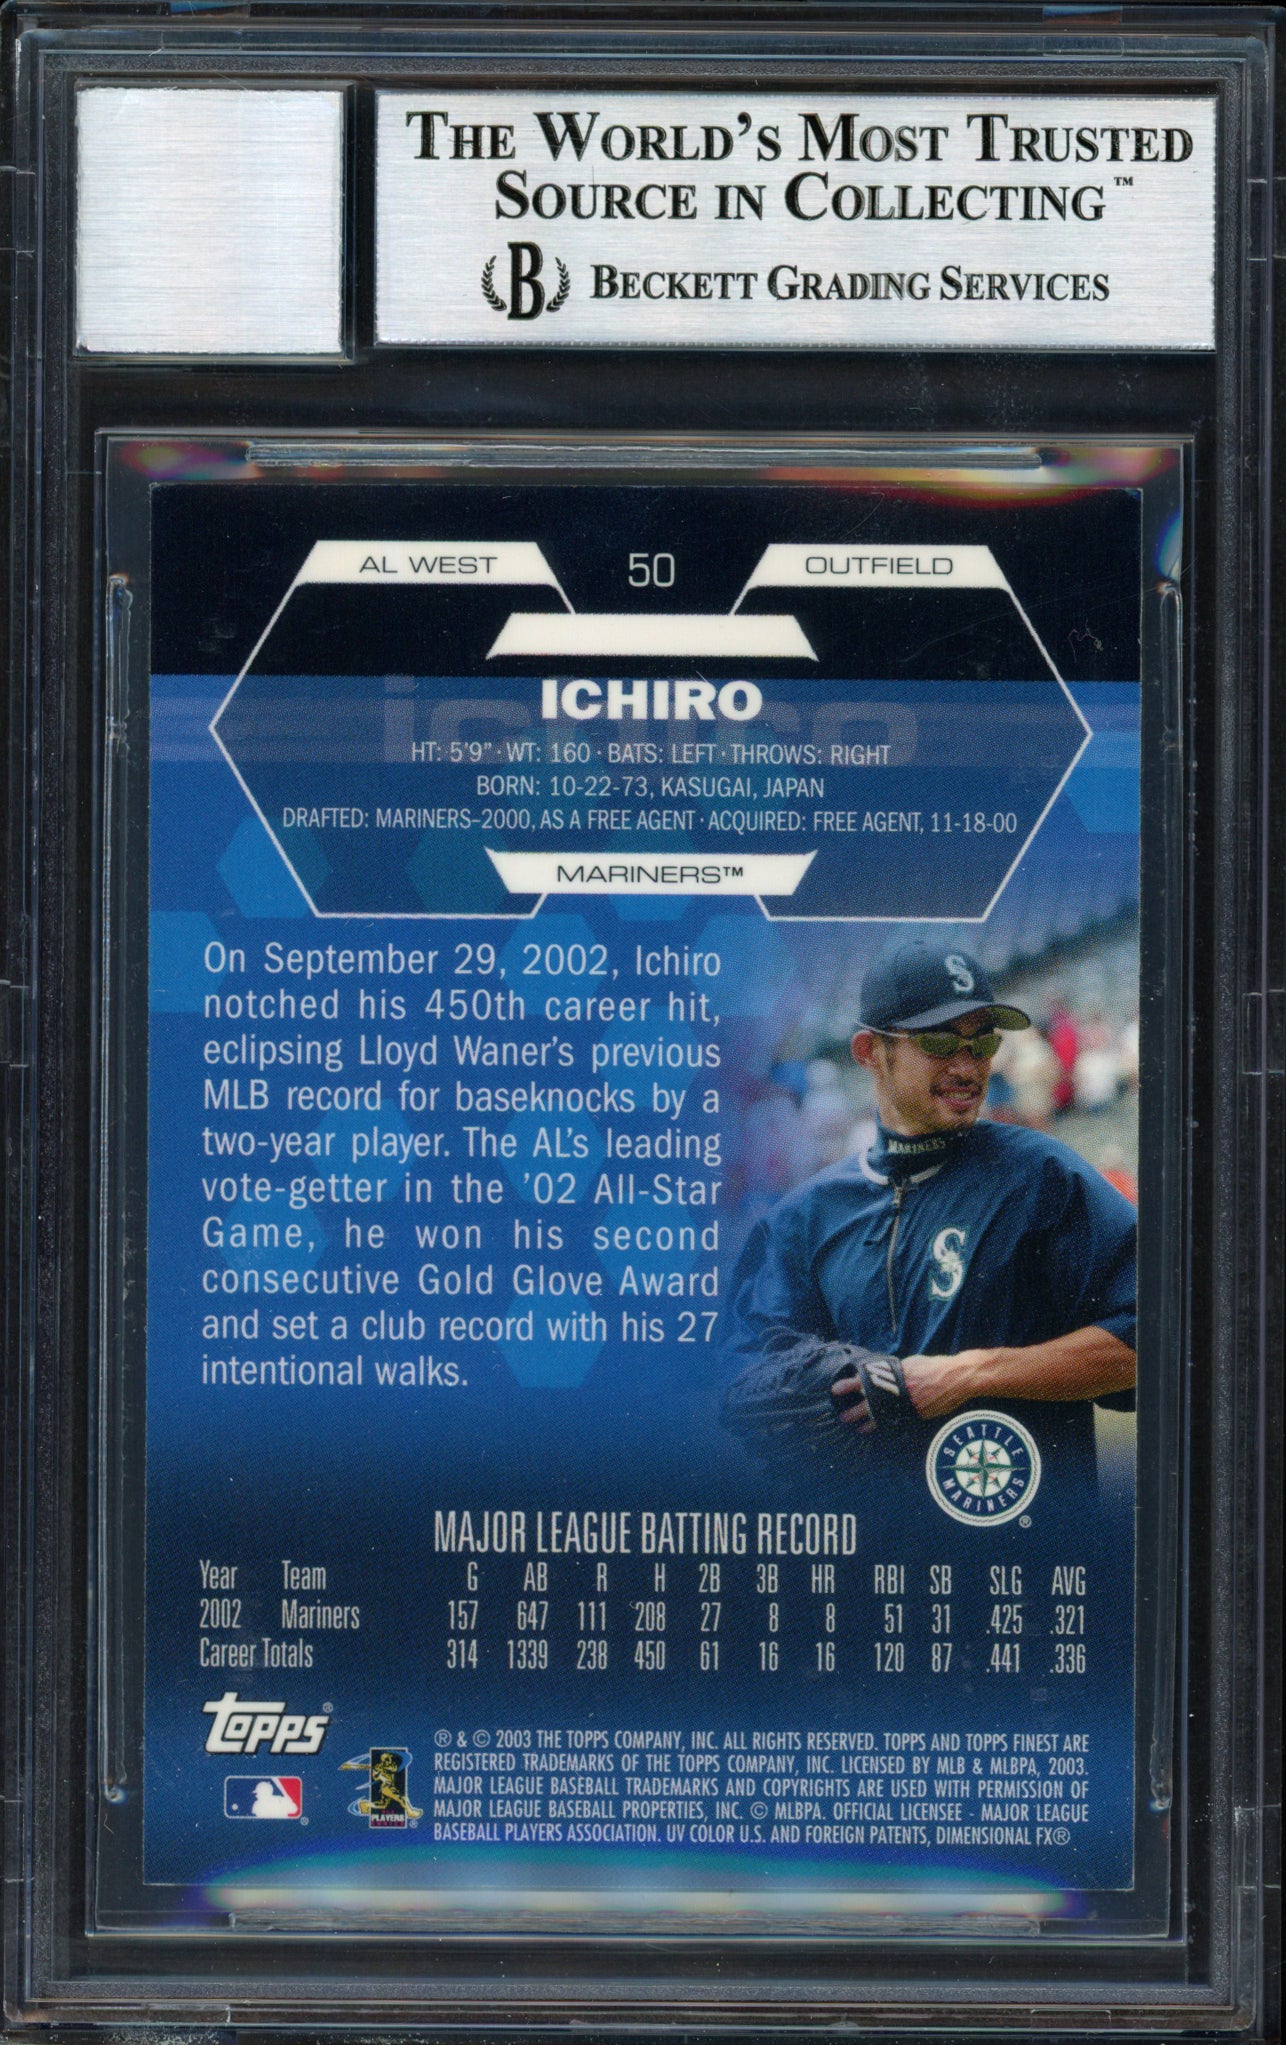 THE WORLD'S MOST TRUSTED
SOURCE IN COLLECTING™
B BECKETT GRADING SERVICES
AL WEST 50 OUTFIELD
ichiro
ICHIRO
HT: 5'9" · WT: 160 · BATS: LEFT · THROWS: RIGHT
BORN: 10-22-73, KASUGAI, JAPAN
DRAFTED: MARINERS–2000, AS A FREE AGENT · ACQUIRED: FREE AGENT, 11-18-00
MARINERS™
On September 29, 2002, Ichiro
notched his 450th career hit,
eclipsing Lloyd Waner's previous
MLB record for baseknocks by a
two-year player. The AL's leading
vote-getter in the '02 All-Star
Game, he won his second
consecutive Gold Glove Award
and set a club record with his 27
intentional walks.
S
MARINERS
S
SEATTLE MARINERS ®
MAJOR LEAGUE BATTING RECORD
Year Team G AB R H 2B 3B HR RBI SB SLG AVG
2002 Mariners 157 647 111 208 27 8 8 51 31 .425 .321
Career Totals 314 1339 238 450 61 16 16 120 87 .441 .336
topps®
® & © 2003 THE TOPPS COMPANY, INC. ALL RIGHTS RESERVED. TOPPS AND TOPPS FINEST ARE
REGISTERED TRADEMARKS OF THE TOPPS COMPANY, INC. LICENSED BY MLB & MLBPA, 2003.
MAJOR LEAGUE BASEBALL TRADEMARKS AND COPYRIGHTS ARE USED WITH PERMISSION OF
MAJOR LEAGUE BASEBALL PROPERTIES, INC. © MLBPA. OFFICIAL LICENSEE - MAJOR LEAGUE
BASEBALL PLAYERS ASSOCIATION. UV COLOR U.S. AND FOREIGN PATENTS, DIMENSIONAL FX®
PLAYERS